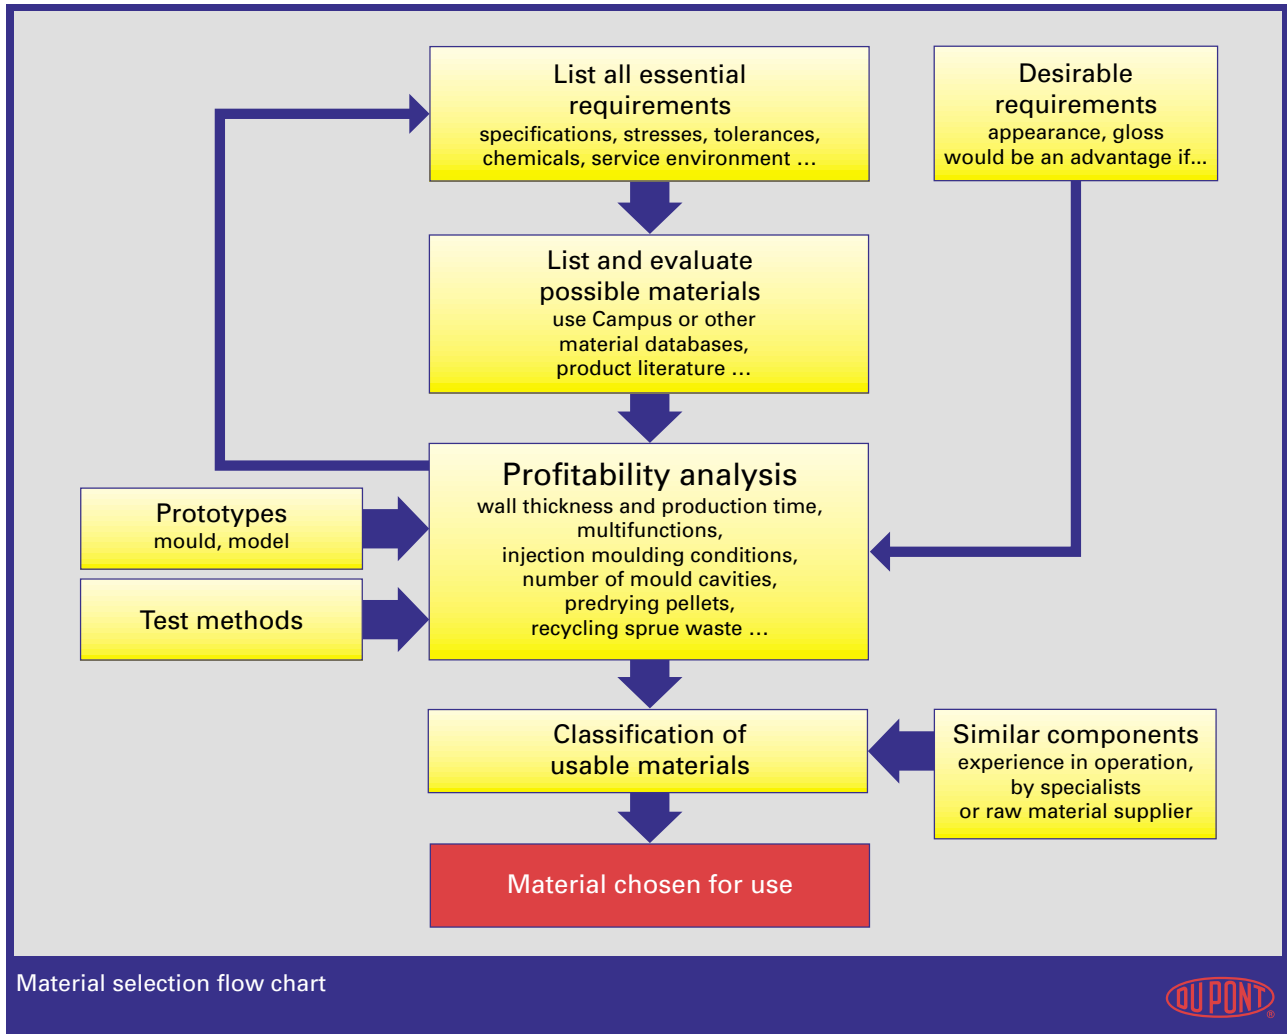 List all essential
requirements
specifications, stresses, tolerances,
chemicals, service environment ...
Desirable
requirements
appearance, gloss
would be an advantage if...
List and evaluate
possible materials
use Campus or other
material databases,
product literature ...
Profitability analysis
wall thickness and production time,
multifunctions,
injection moulding conditions,
number of mould cavities,
predrying pellets,
recycling sprue waste ...
Prototypes
mould, model
Test methods
Classification of
usable materials
Similar components
experience in operation,
by specialists
or raw material supplier
Material chosen for use
Material selection flow chart
DU PONT
®